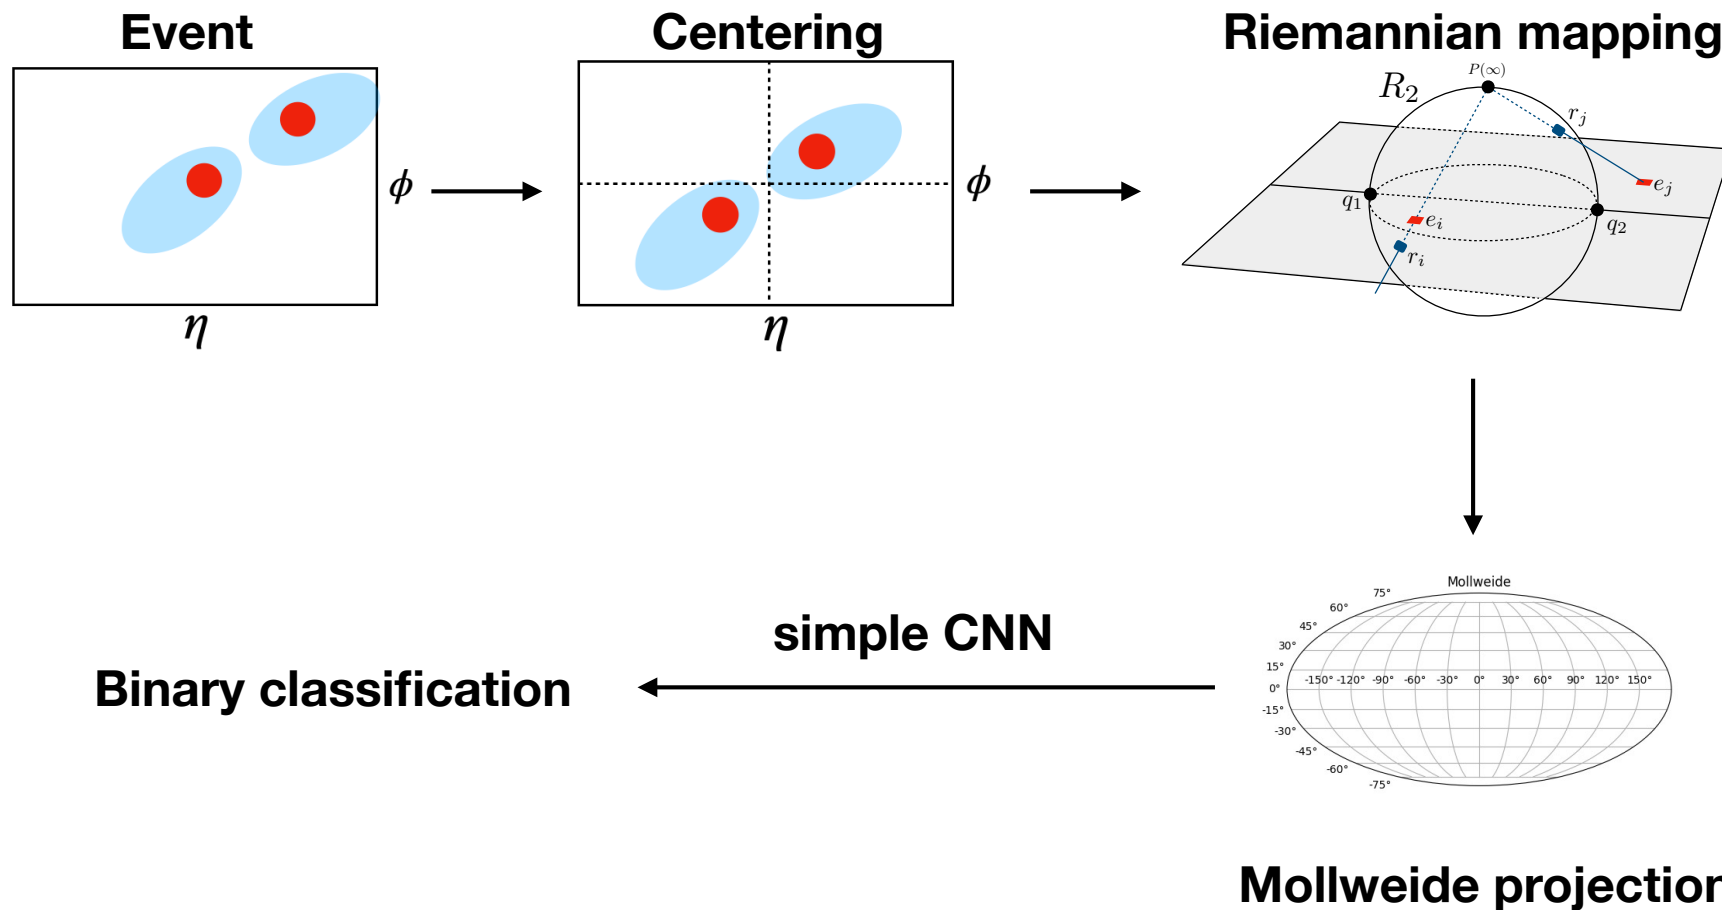 Event
Centering
Riemannian mapping
ϕ
η
ϕ
η
P(∞)
R₂
r_j
e_j
q₁
e_i
q₂
r_i
Mollweide
75°
60°
45°
30°
15°
0°
-150° -120° -90° -60° -30° 0° 30° 60° 90° 120° 150°
-15°
-30°
-45°
-60°
-75°
simple CNN
Binary classification
Mollweide projection